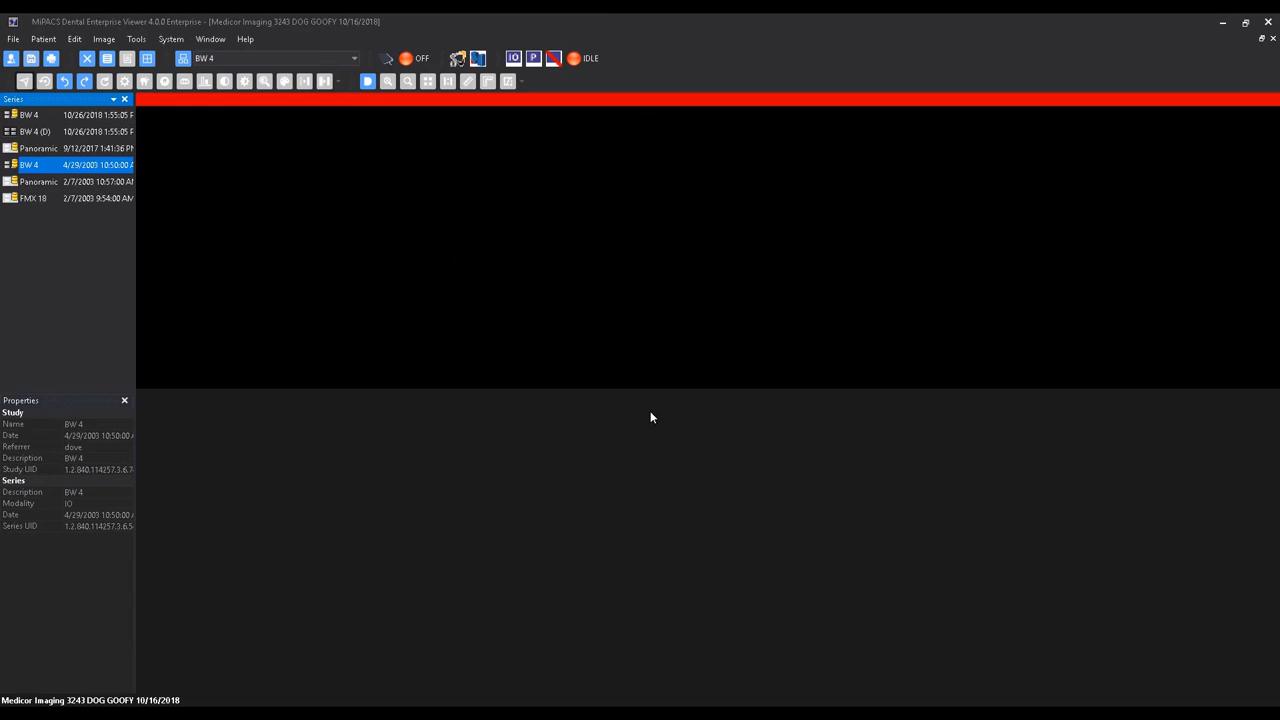 MiPACS Dental Enterprise Viewer 4.0.0 Enterprise - [Medicor Imaging 3243 DOG GOOFY 10/16/2018]
File Patient Edit Image Tools System Window Help
BW 4 OFF IO P IDLE
Series
BW 4 10/26/2018 1:55:05 P
BW 4 (D) 10/26/2018 1:55:05 P
Panoramic 9/12/2017 1:41:36 PM
BW 4 4/29/2003 10:50:00 A
Panoramic 2/7/2003 10:57:00 AM
FMX 18 2/7/2003 9:54:00 AM
Properties
Study
Name BW 4
Date 4/29/2003 10:50:00 A
Referrer dove
Description BW 4
Study UID 1.2.840.114257.3.6.7
Series
Description BW 4
Modality IO
Date 4/29/2003 10:50:00 A
Series UID 1.2.840.114257.3.6.5
Medicor Imaging 3243 DOG GOOFY 10/16/2018